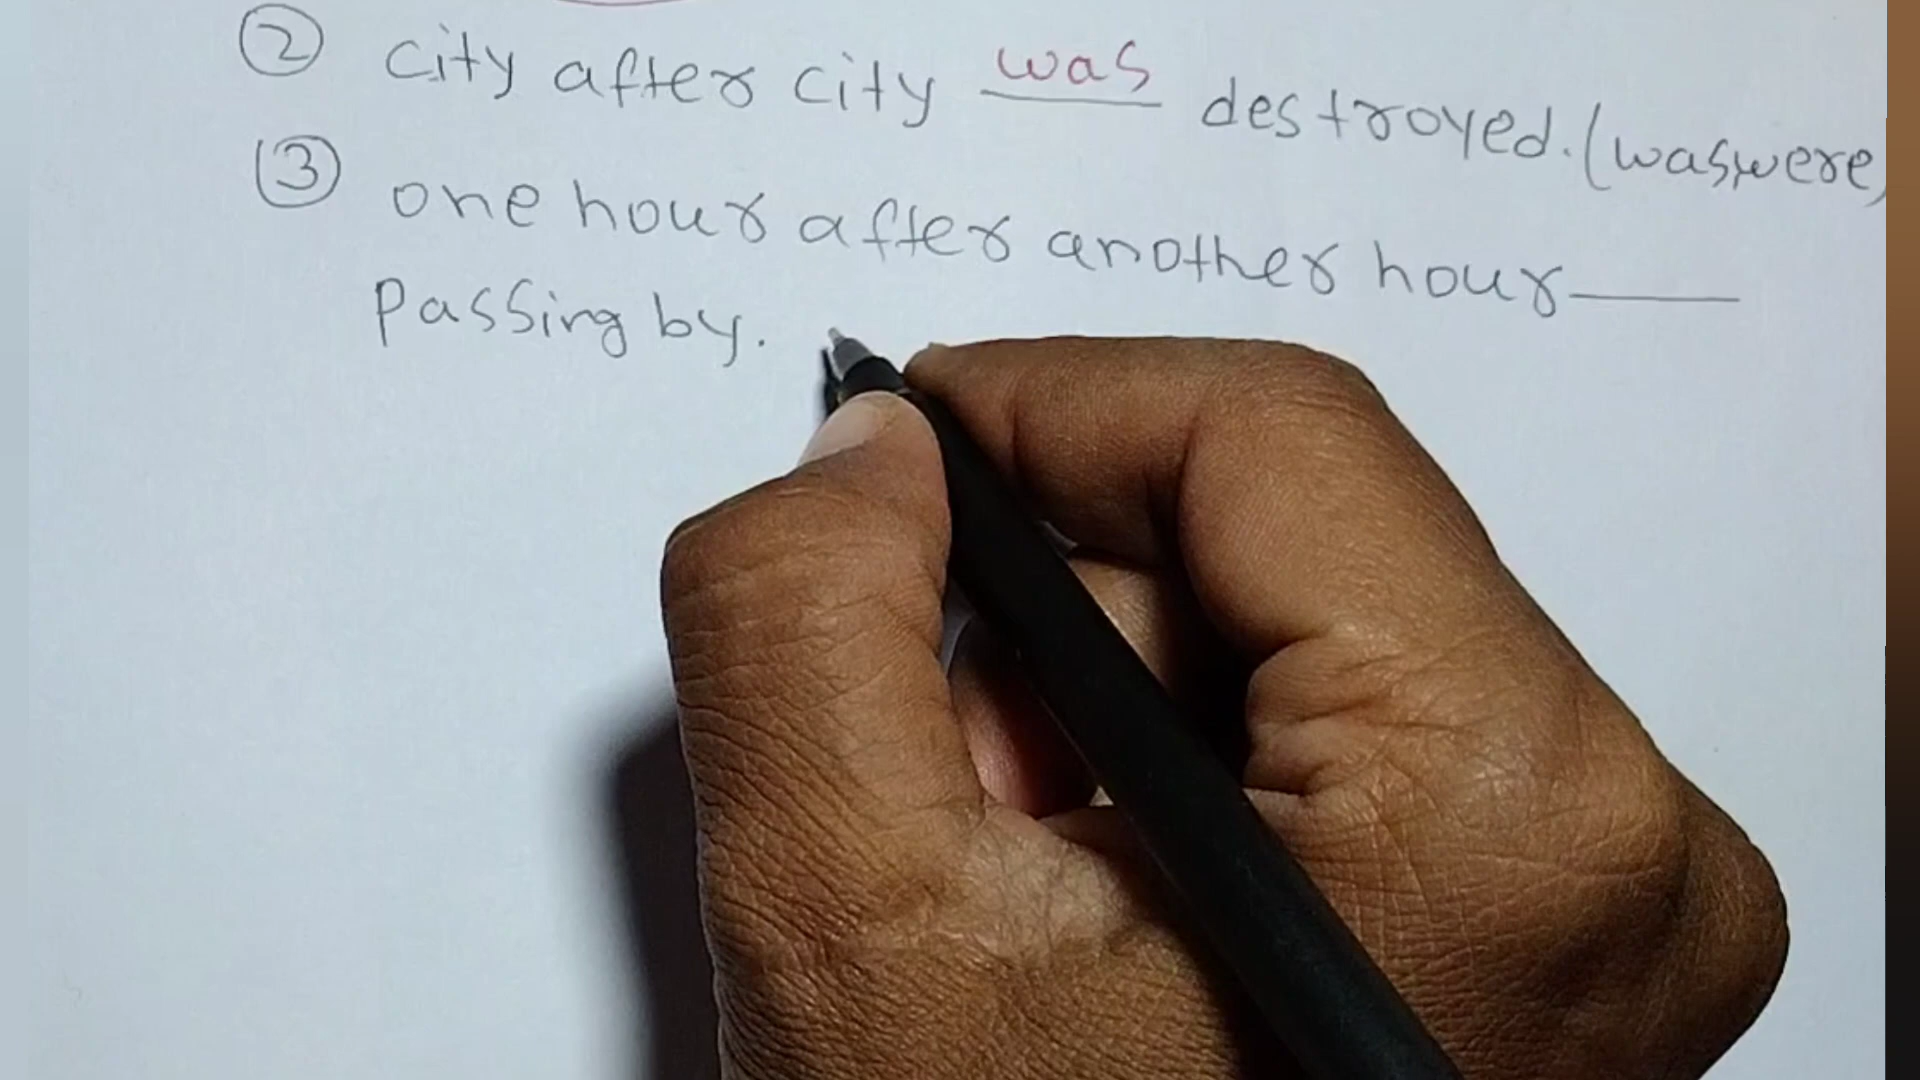 ② City after city was destroyed. (was, were)
③ one hour after another hour ____
Passing by.